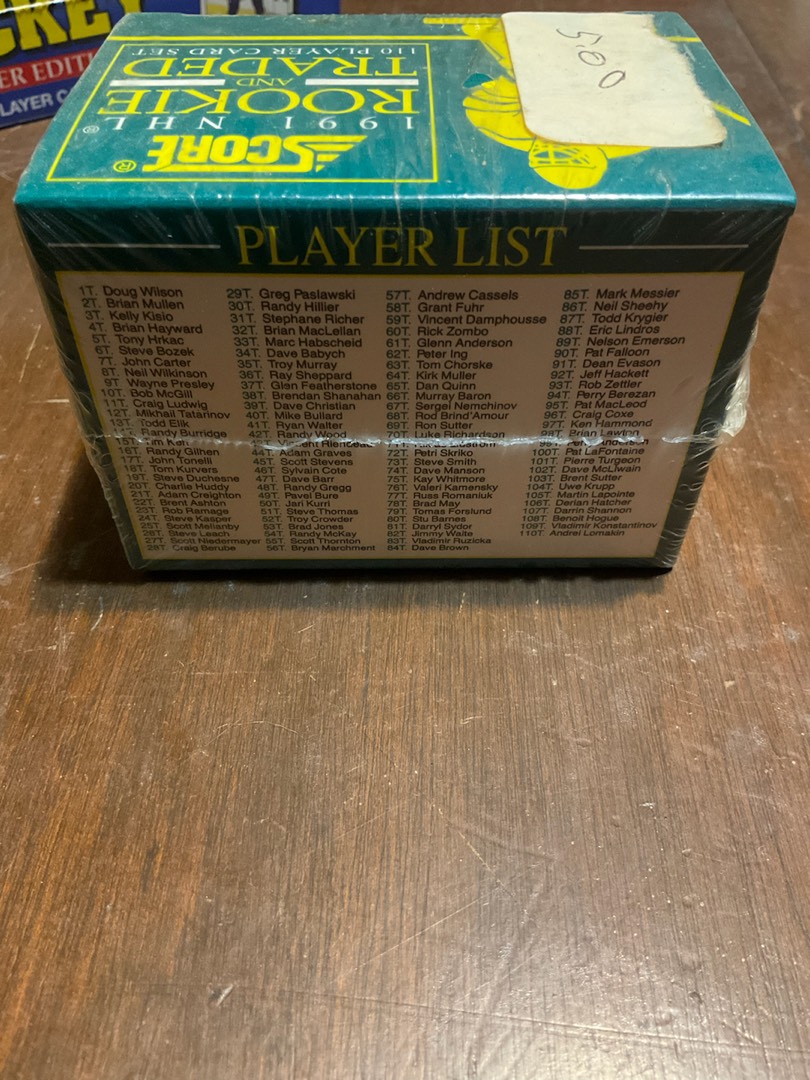 CKEY
ER EDITI
LAYER C
5.00
SCORE®
1991 NHL®
ROOKIE
AND
TRADED
110 PLAYER CARD SET
PLAYER LIST
1T. Doug Wilson
2T. Brian Mullen
3T. Kelly Kisio
4T. Brian Hayward
5T. Tony Hrkac
6T. Steve Bozek
7T. John Carter
8T. Neil Wilkinson
9T. Wayne Presley
10T. Bob McGill
11T. Craig Ludwig
12T. Mikhail Tatarinov
13T. Todd Elik
Randy Burridge
15T. Tim Kerr
16T. Randy Gilhen
17T. John Tonelli
18T. Tom Kurvers
19T. Steve Duchesne
20T. Charlie Huddy
21T. Adam Creighton
22T. Brent Ashton
23T. Rob Ramage
24T. Steve Kasper
25T. Scott Mellanby
26T. Steve Leach
27T. Scott Niedermayer
28T. Craig Berube
29T. Greg Paslawski
30T. Randy Hillier
31T. Stephane Richer
32T. Brian MacLellan
33T. Marc Habscheid
34T. Dave Babych
35T. Troy Murray
36T. Ray Sheppard
37T. Glen Featherstone
38T. Brendan Shanahan
39T. Dave Christian
40T. Mike Bullard
41T. Ryan Walter
42T. Randy Wood
43T. Vincent Riendeau
44T. Adam Graves
45T. Scott Stevens
46T. Sylvain Cote
47T. Dave Barr
48T. Randy Gregg
49T. Pavel Bure
50T. Jari Kurri
51T. Steve Thomas
52T. Troy Crowder
53T. Brad Jones
54T. Randy McKay
55T. Scott Thornton
56T. Bryan Marchment
57T. Andrew Cassels
58T. Grant Fuhr
59T. Vincent Damphousse
60T. Rick Zombo
61T. Glenn Anderson
62T. Peter Ing
63T. Tom Chorske
64T. Kirk Muller
65T. Dan Quinn
66T. Murray Baron
67T. Sergei Nemchinov
68T. Rod Brind'Amour
69T. Ron Sutter
70T. Luke Richardson
72T. Petri Skriko
73T. Steve Smith
74T. Dave Manson
75T. Kay Whitmore
76T. Valeri Kamensky
77T. Russ Romaniuk
78T. Brad May
79T. Tomas Forslund
80T. Stu Barnes
81T. Darryl Sydor
82T. Jimmy Waite
83T. Vladimir Ruzicka
84T. Dave Brown
85T. Mark Messier
86T. Neil Sheehy
87T. Todd Krygier
88T. Eric Lindros
89T. Nelson Emerson
90T. Pat Falloon
91T. Dean Evason
92T. Jeff Hackett
93T. Rob Zettler
94T. Perry Berezan
95T. Pat MacLeod
96T. Craig Coxe
97T. Ken Hammond
98T. Brian Lawton
99T. Perry Anderson
100T. Pat LaFontaine
101T. Pierre Turgeon
102T. Dave McLlwain
103T. Brent Sutter
104T. Uwe Krupp
105T. Martin Lapointe
106T. Derian Hatcher
107T. Darrin Shannon
108T. Benoit Hogue
109T. Vladimir Konstantinov
110T. Andrei Lomakin